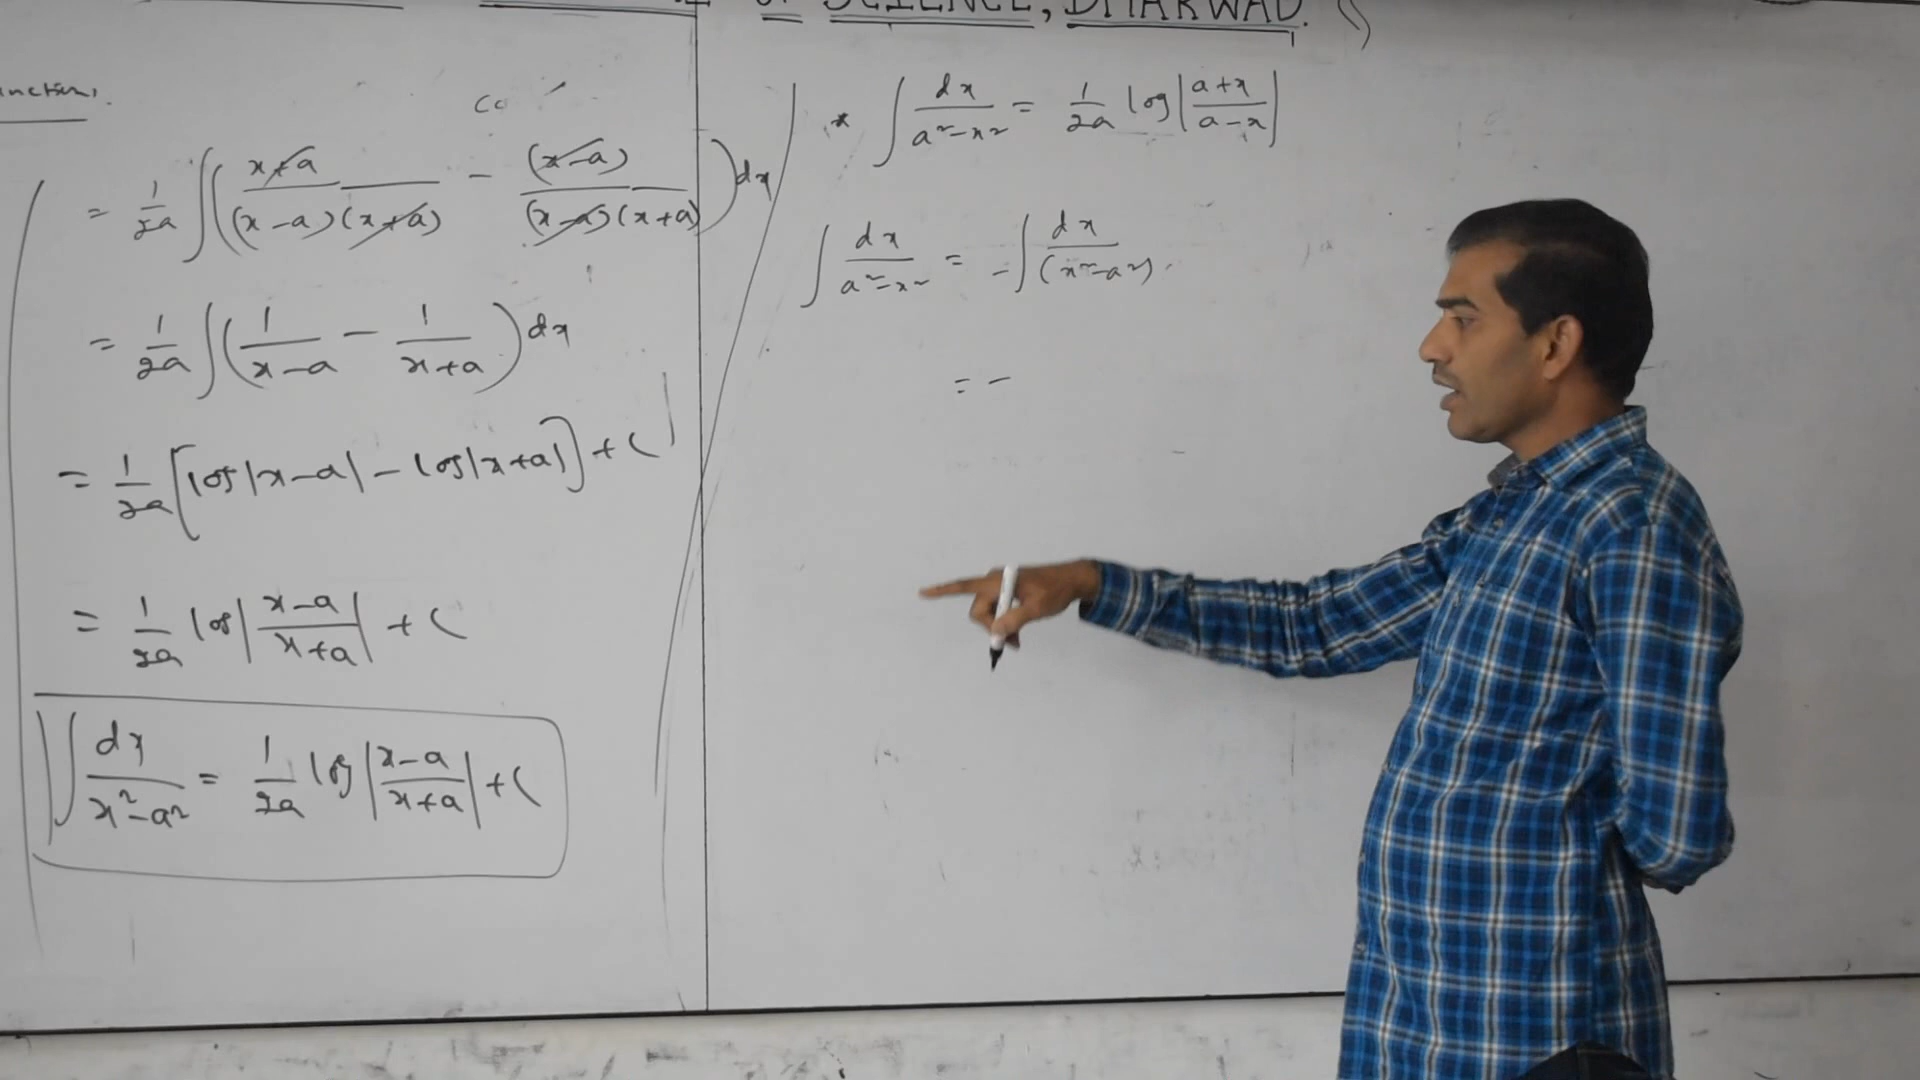 SCIENCE, DHARWAD.
= 1/2a ∫( (x+a)/((x-a)(x+a)) - (x-a)/((x-a)(x+a)) )dx
= 1/2a ∫( 1/(x-a) - 1/(x+a) )dx
= 1/2a [log|x-a| - log|x+a|] + C
= 1/2a log|(x-a)/(x+a)| + C
∫ dx/(x²-a²) = 1/2a log|(x-a)/(x+a)| + C
* ∫ dx/(a²-x²) = 1/2a log|(a+x)/(a-x)|
∫ dx/(a²-x²) = -∫ dx/(x²-a²).
= -